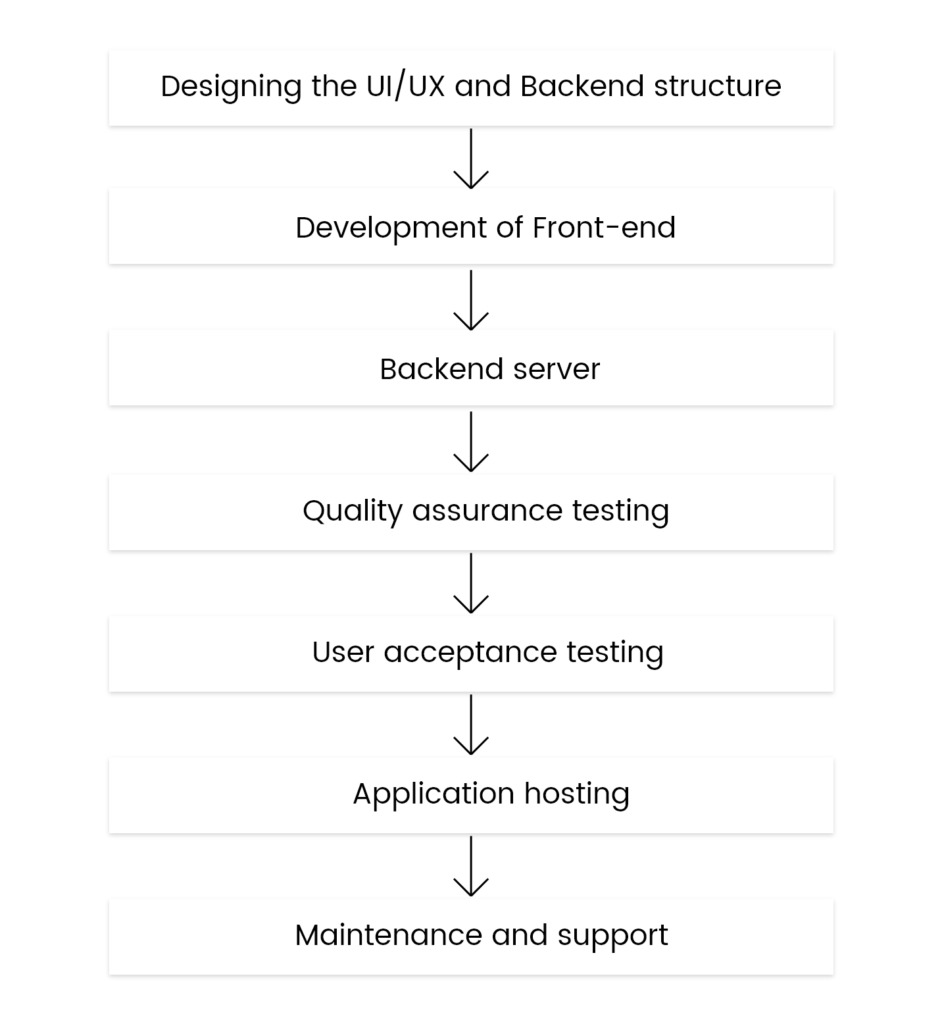 Designing the UI/UX and Backend structure
Development of Front-end
Backend server
Quality assurance testing
User acceptance testing
Application hosting
Maintenance and support